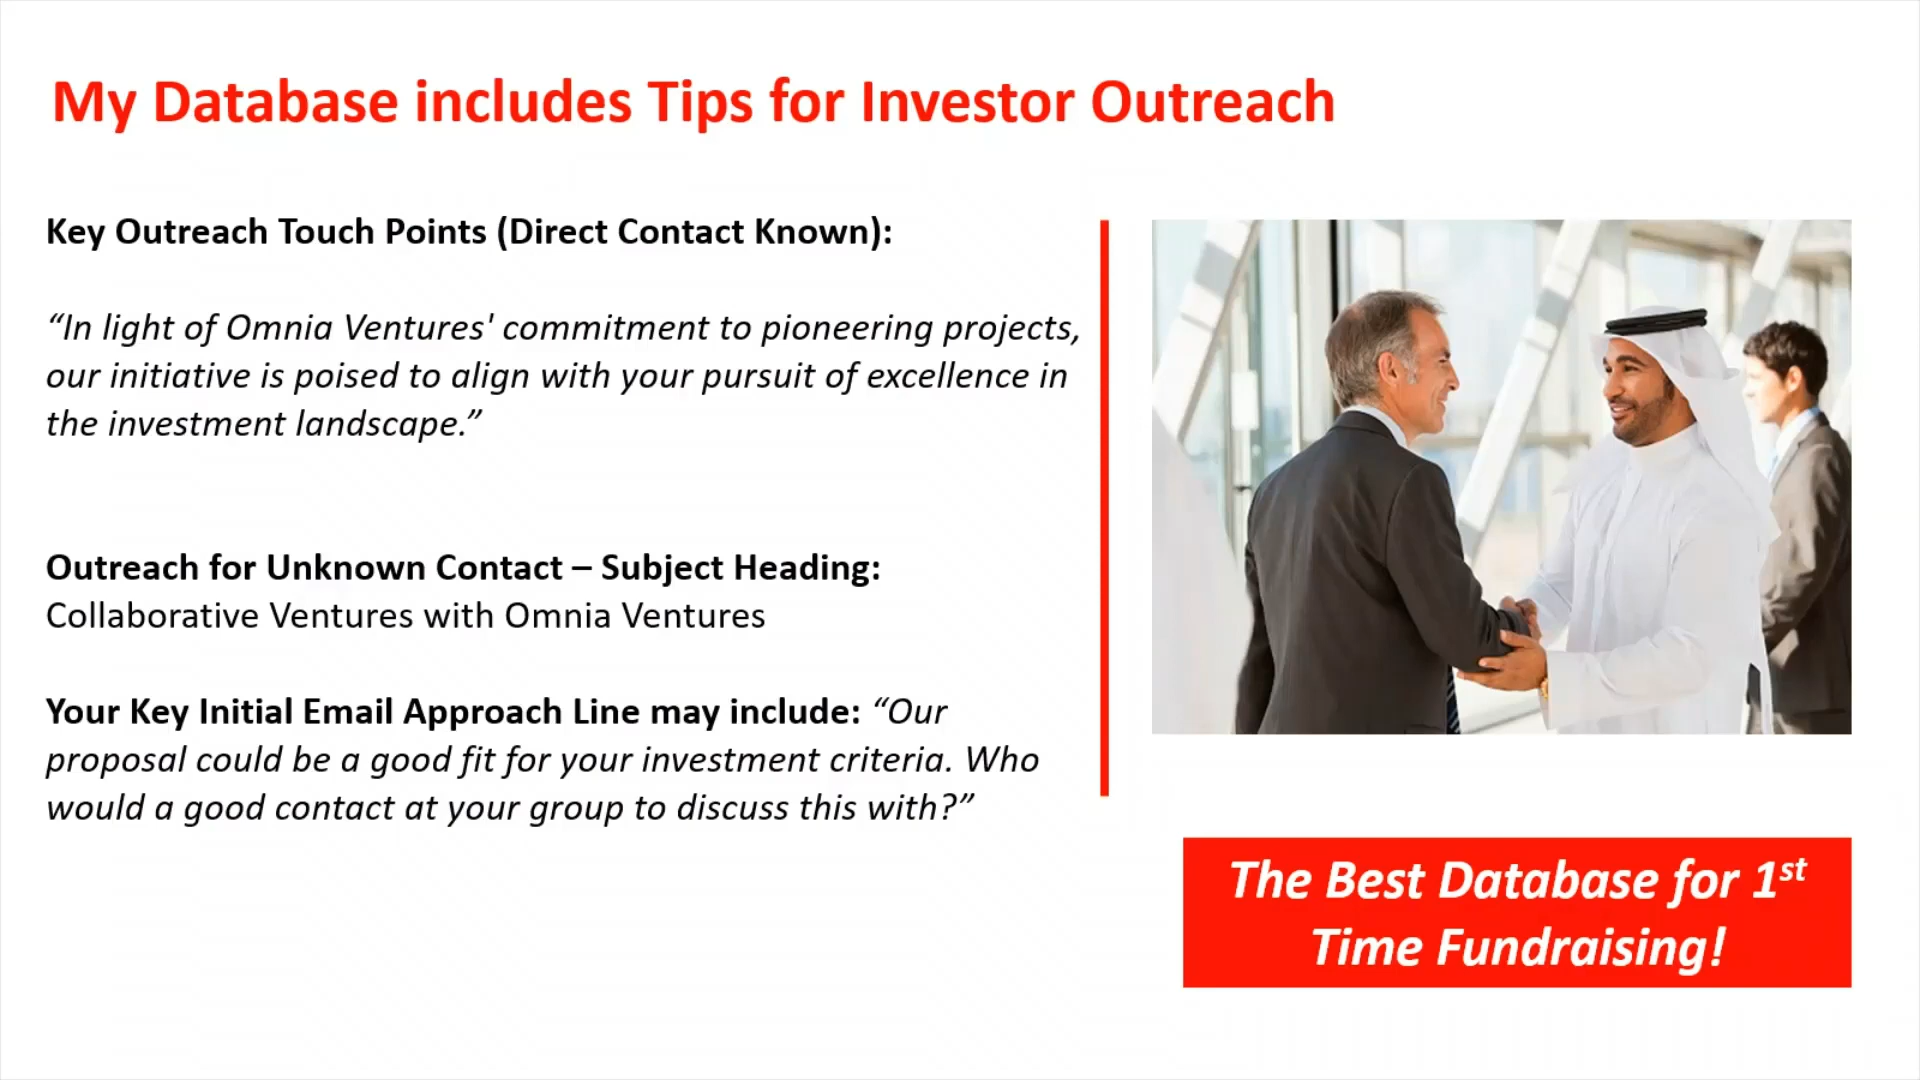 My Database includes Tips for Investor Outreach
Key Outreach Touch Points (Direct Contact Known):
“In light of Omnia Ventures' commitment to pioneering projects,
our initiative is poised to align with your pursuit of excellence in
the investment landscape.”
Outreach for Unknown Contact – Subject Heading:
Collaborative Ventures with Omnia Ventures
Your Key Initial Email Approach Line may include: “Our
proposal could be a good fit for your investment criteria. Who
would a good contact at your group to discuss this with?”
The Best Database for 1st
Time Fundraising!